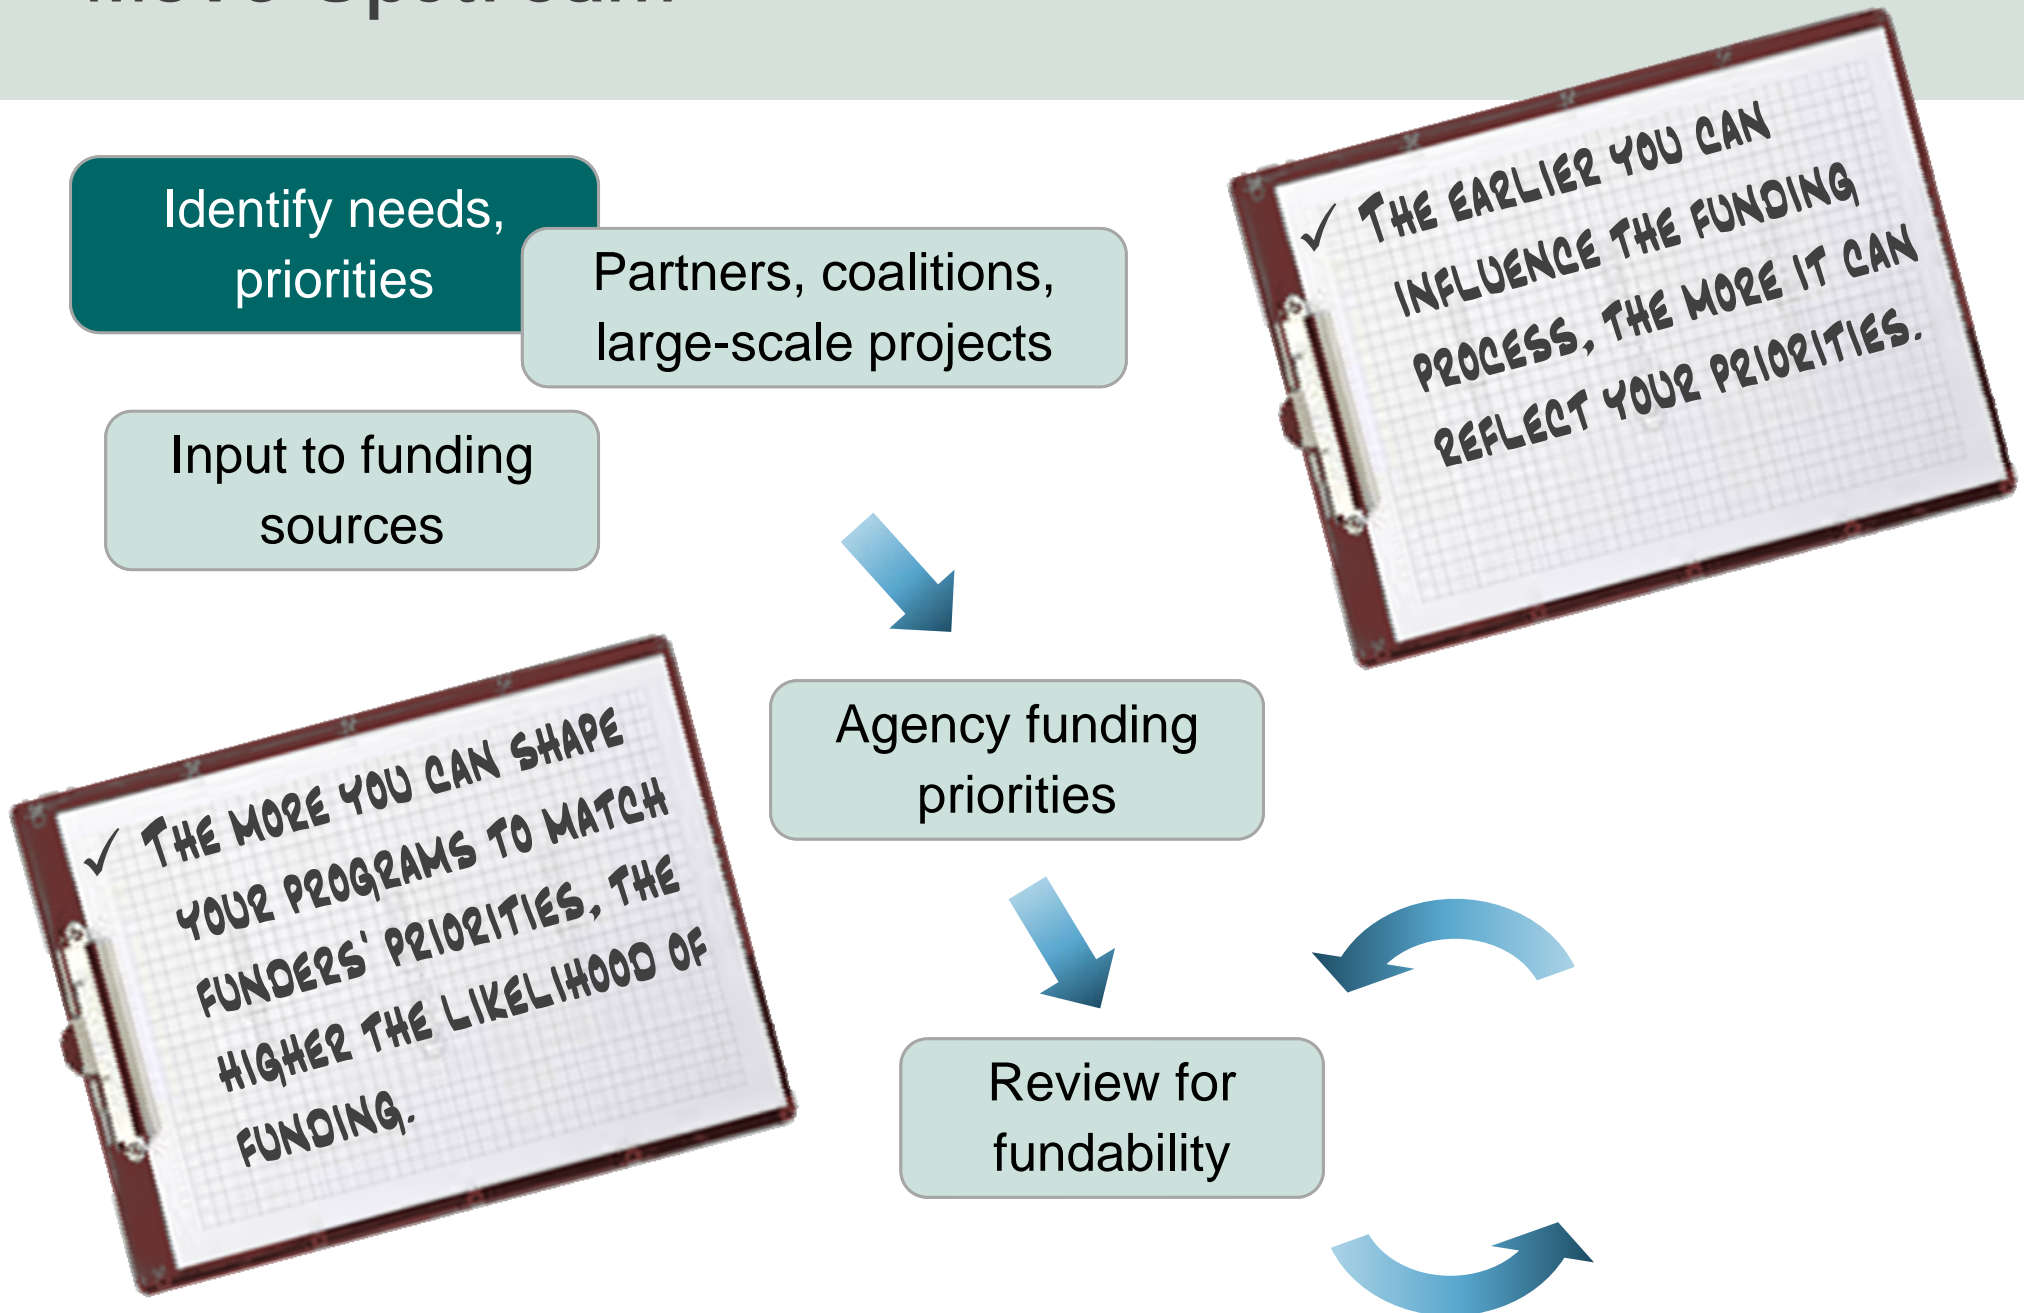 Move Upstream
Identify needs,
priorities
Partners, coalitions,
large-scale projects
Input to funding
sources
✓ The earlier you can
influence the funding
process, the more it can
reflect your priorities.
Agency funding
priorities
✓ The more you can shape
your programs to match
funders' priorities, the
higher the likelihood of
funding.
Review for
fundability